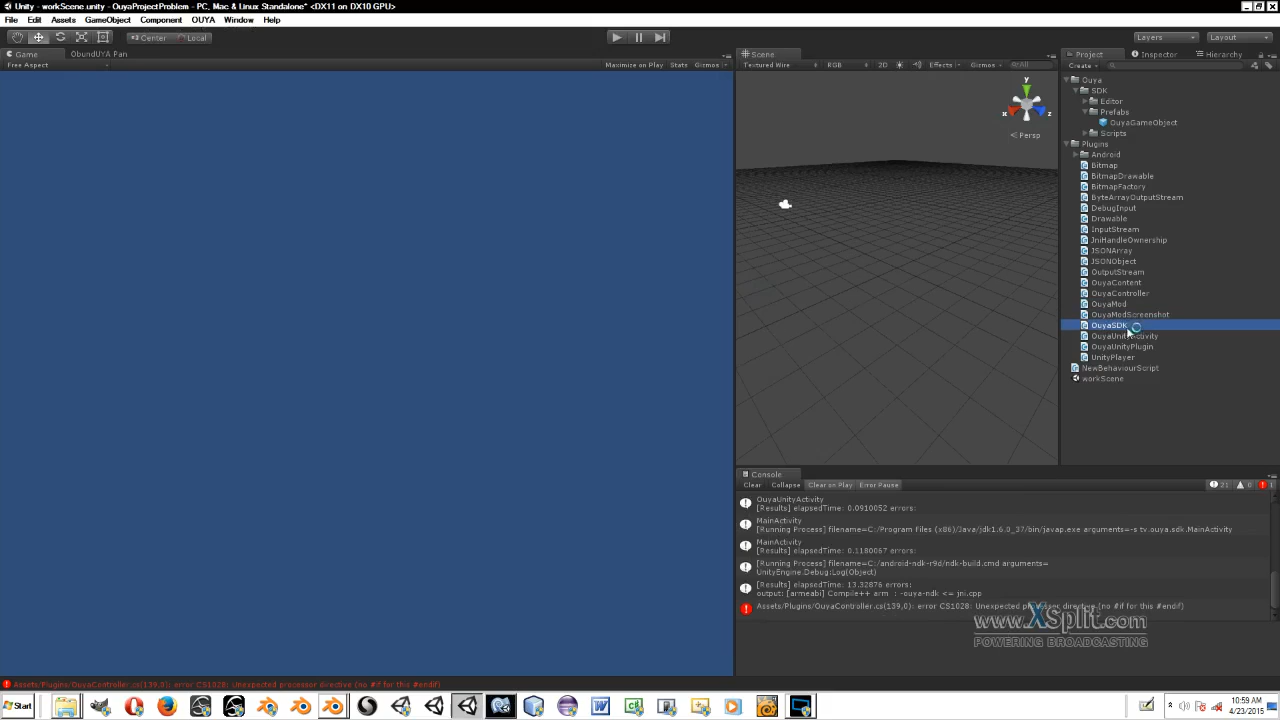 Unity - workScene.unity - OuyaProjectProblem - PC, Mac & Linux Standalone* <DX11 on DX10 GPU>
File Edit Assets GameObject Component OUYA Window Help
Center Local Layers Layout
Game ObundUYA Pan
Free Aspect Maximize on Play Stats Gizmos
Scene
Textured Wire RGB 2D Effects Gizmos All
y
x z
Persp
Project Inspector Hierarchy
Create
Ouya
SDK
Editor
Prefabs
OuyaGameObject
Scripts
Plugins
Android
Bitmap
BitmapDrawable
BitmapFactory
ByteArrayOutputStream
DebugInput
Drawable
InputStream
JniHandleOwnership
JSONArray
JSONObject
OutputStream
OuyaContent
OuyaController
OuyaMod
OuyaModScreenshot
OuyaSDK
OuyaUnityActivity
OuyaUnityPlugin
UnityPlayer
NewBehaviourScript
workScene
Console
Clear Collapse Clear on Play Error Pause 21 0 1
OuyaUnityActivity
[Results] elapsedTime: 0.0910052 errors:
MainActivity
[Running Process] filename=C:/Program Files (x86)/Java/jdk1.6.0_37/bin/javap.exe arguments=-s tv.ouya.sdk.MainActivity
MainActivity
[Results] elapsedTime: 0.1180067 errors:
[Running Process] filename=C:/android-ndk-r9d/ndk-build.cmd arguments=
UnityEngine.Debug:Log(Object)
[Results] elapsedTime: 13.32876 errors:
output: [armeabi] Compile++ arm : -ouya-ndk <= jni.cpp
Assets/Plugins/OuyaController.cs(139,0): error CS1028: Unexpected processor directive (no #if for this #endif)
www.XSplit.com
POWERING BROADCASTING
Assets/Plugins/OuyaController.cs(139,0): error CS1028: Unexpected processor directive (no #if for this #endif)
Start
10:59 AM
4/23/2015